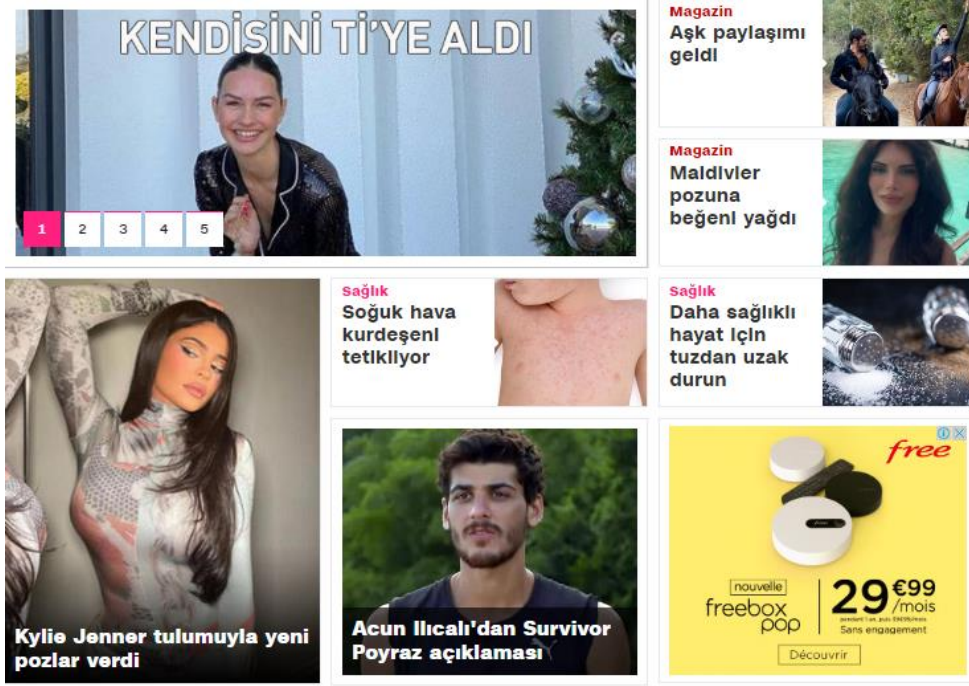 KENDİSİNİ Tİ'YE ALDI
1 2 3 4 5
Magazin
Aşk paylaşımı
geldi
Magazin
Maldivler
pozuna
beğeni yağdı
Kylie Jenner tulumuyla yeni
pozlar verdi
Sağlık
Soğuk hava
kurdeşeni
tetikliyor
Sağlık
Daha sağlıklı
hayat için
tuzdan uzak
durun
Acun Ilıcalı'dan Survivor
Poyraz açıklaması
free
nouvelle
freebox
pop
29 €99
/mois
Sans engagement
Découvrir